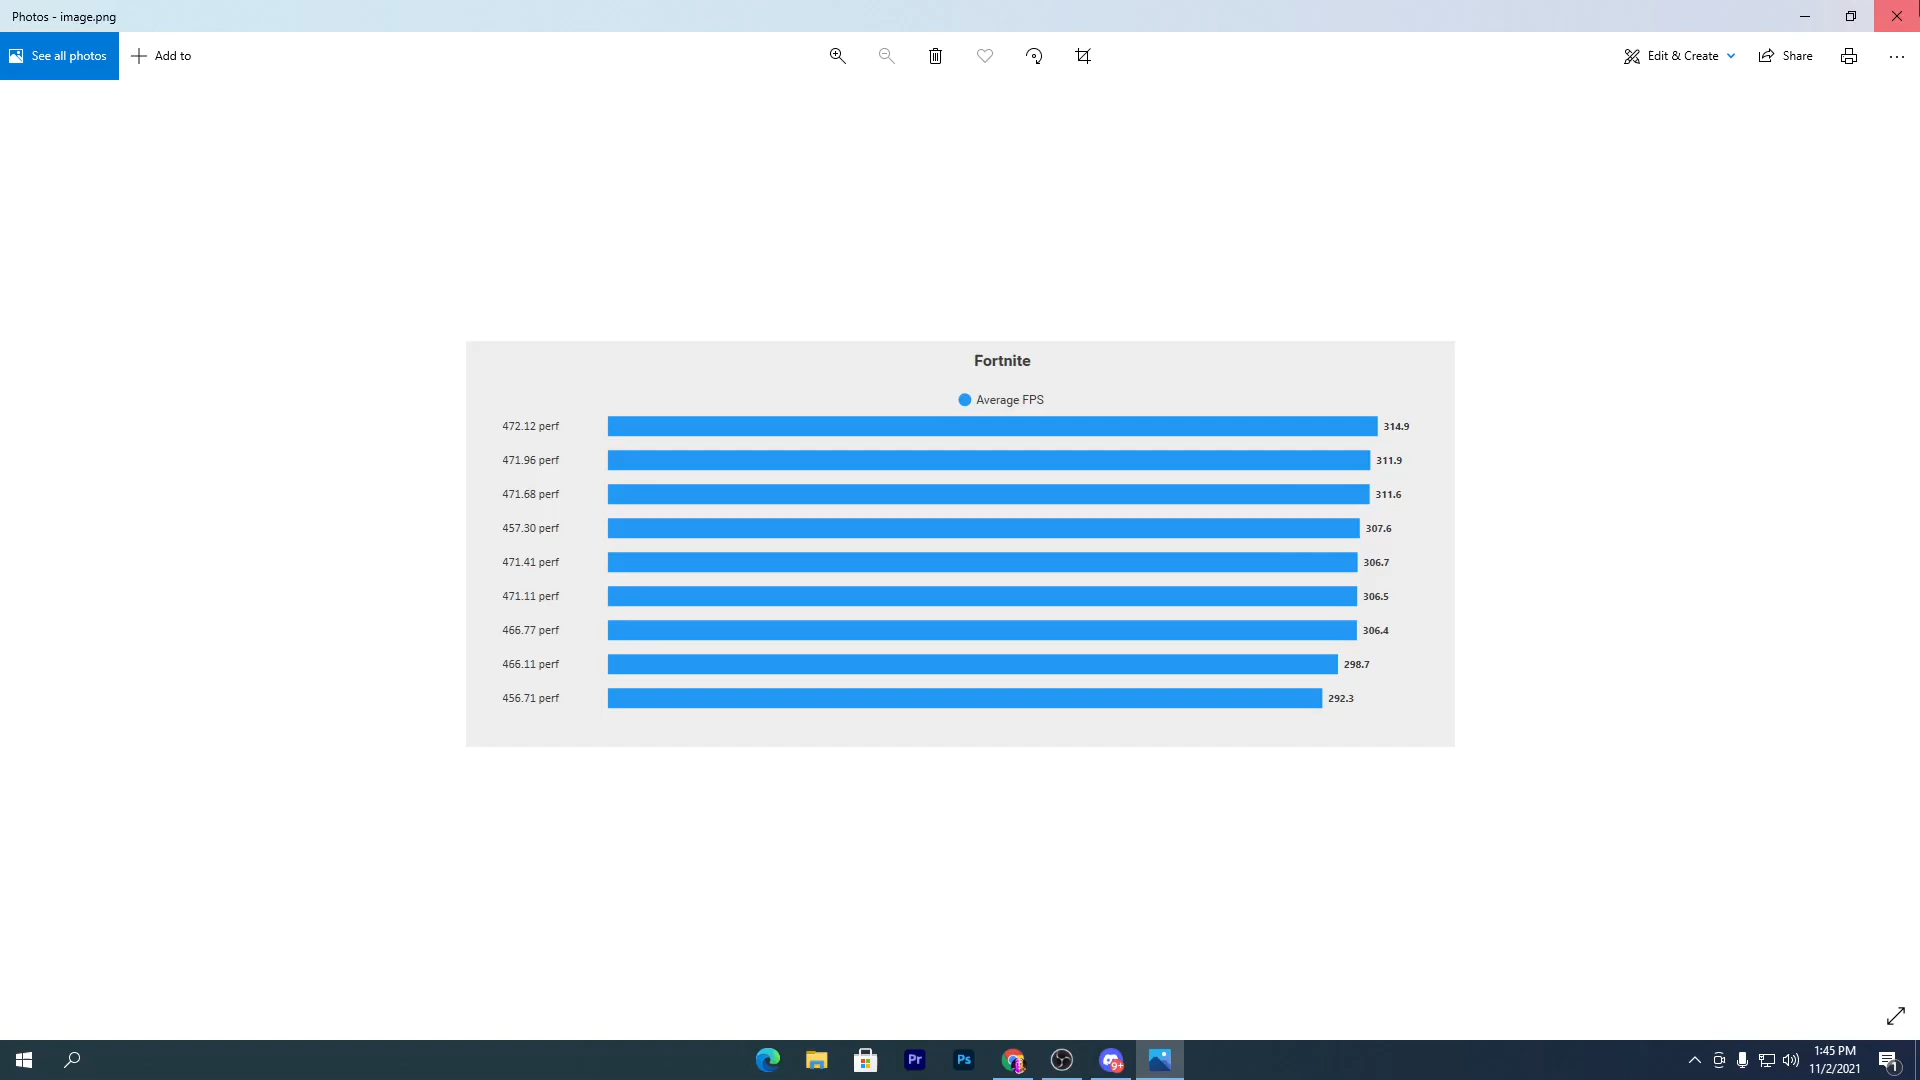 Photos - image.png
See all photos
Add to
Edit & Create
Share
Fortnite
Average FPS
472.12 perf 314.9
471.96 perf 311.9
471.68 perf 311.6
457.30 perf 307.6
471.41 perf 306.7
471.11 perf 306.5
466.77 perf 306.4
466.11 perf 298.7
456.71 perf 292.3
Pr
Ps
9+
1:45 PM
11/2/2021
1